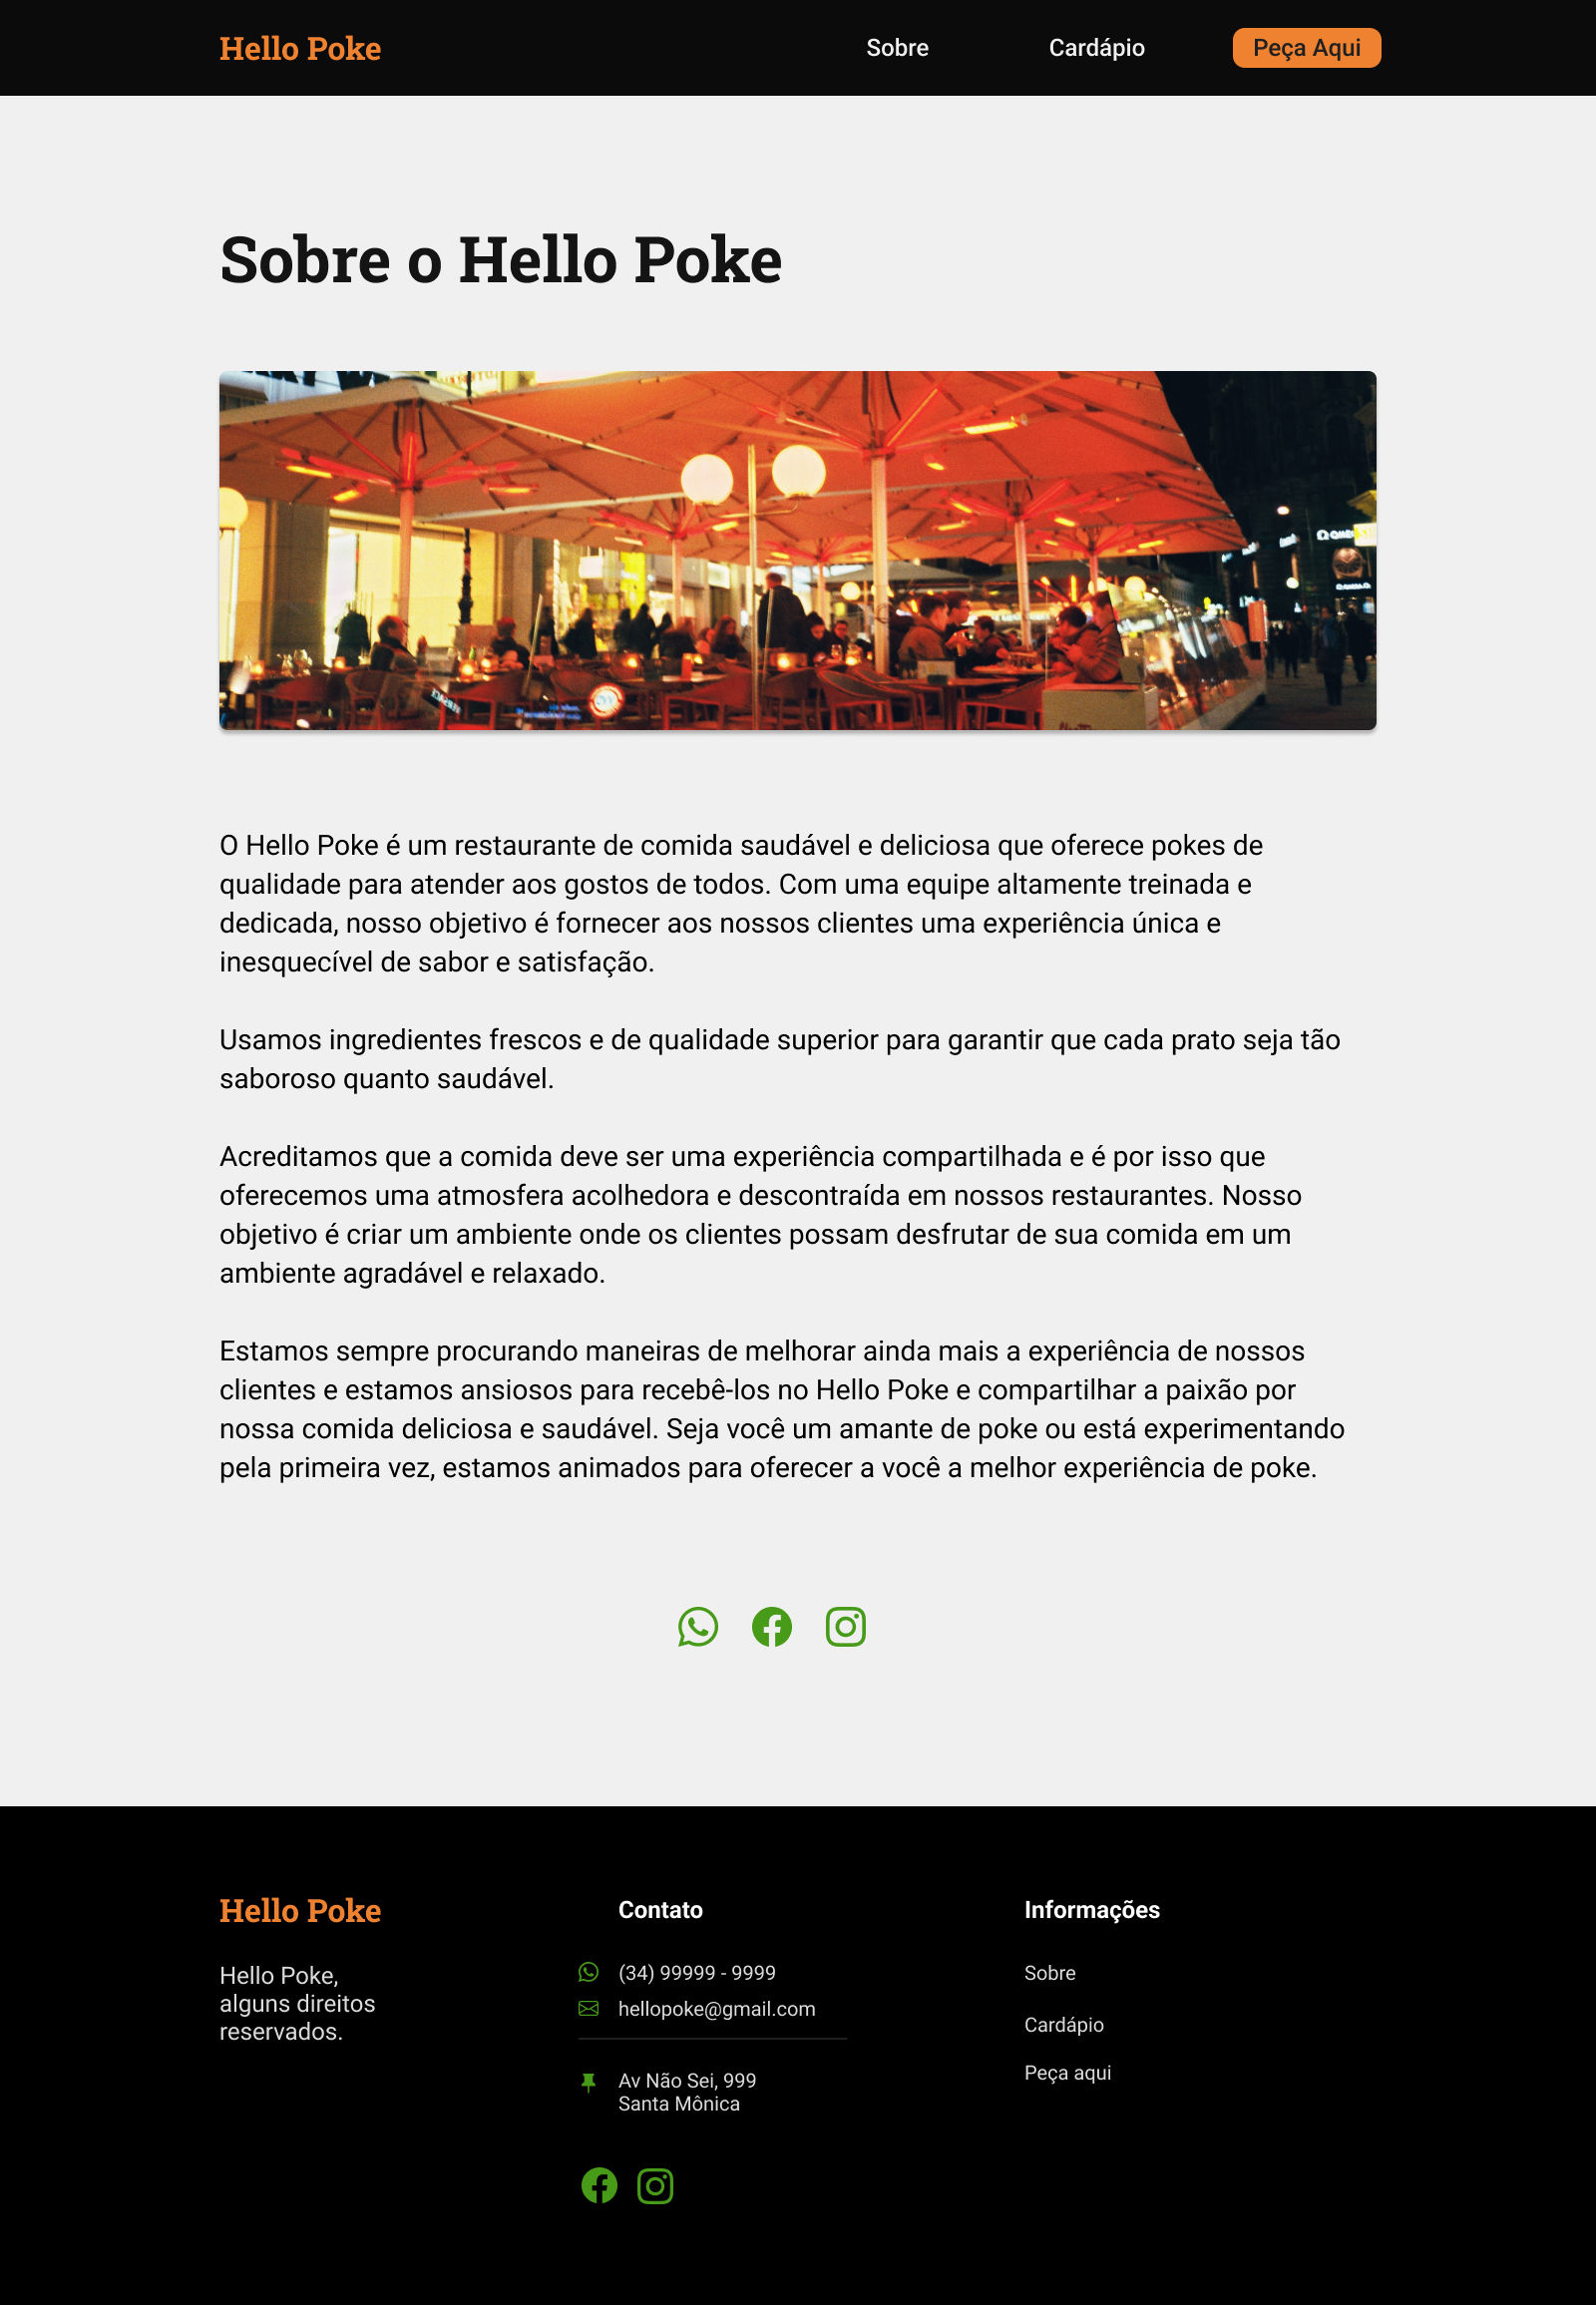 Hello Poke
Sobre
Cardápio
Peça Aqui
Sobre o Hello Poke
O Hello Poke é um restaurante de comida saudável e deliciosa que oferece pokes de
qualidade para atender aos gostos de todos. Com uma equipe altamente treinada e
dedicada, nosso objetivo é fornecer aos nossos clientes uma experiência única e
inesquecível de sabor e satisfação.
Usamos ingredientes frescos e de qualidade superior para garantir que cada prato seja tão
saboroso quanto saudável.
Acreditamos que a comida deve ser uma experiência compartilhada e é por isso que
oferecemos uma atmosfera acolhedora e descontraída em nossos restaurantes. Nosso
objetivo é criar um ambiente onde os clientes possam desfrutar de sua comida em um
ambiente agradável e relaxado.
Estamos sempre procurando maneiras de melhorar ainda mais a experiência de nossos
clientes e estamos ansiosos para recebê-los no Hello Poke e compartilhar a paixão por
nossa comida deliciosa e saudável. Seja você um amante de poke ou está experimentando
pela primeira vez, estamos animados para oferecer a você a melhor experiência de poke.
Hello Poke
Hello Poke,
alguns direitos
reservados.
Contato
(34) 99999 - 9999
hellopoke@gmail.com
Av Não Sei, 999
Santa Mônica
Informações
Sobre
Cardápio
Peça aqui